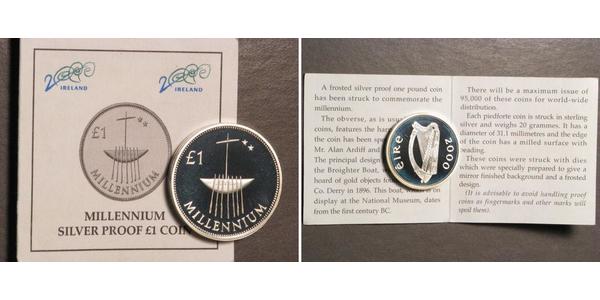 2000
IRELAND
2000
IRELAND
£1
MILLENNIUM
MILLENNIUM
SILVER PROOF £1 COIN
£1
MILLENNIUM
A frosted silver proof one pound coin
has been struck to commemorate the
millennium.
The obverse, as is usual
coins, features the harp
the coin has been
Mr. Alan Ardiff and
The principal design
the Broighter Boat,
hoard of gold objects
Co. Derry in 1896. This boat, is on
display at the National Museum, dates
from the first century BC.
ÉIRE
2000
There will be a maximum issue of
95,000 of these coins for world-wide
distribution.
Each piedforte coin is struck in sterling
silver and weighs 20 grammes. It has a
diameter of 31.1 millimetres and the edge
of the coin has a milled surface with
beading.
These coins were struck with dies
which were specially prepared to give a
mirror finished background and a frosted
design.
(It is advisable to avoid handling proof
coins as fingermarks and other marks will
spoil them).